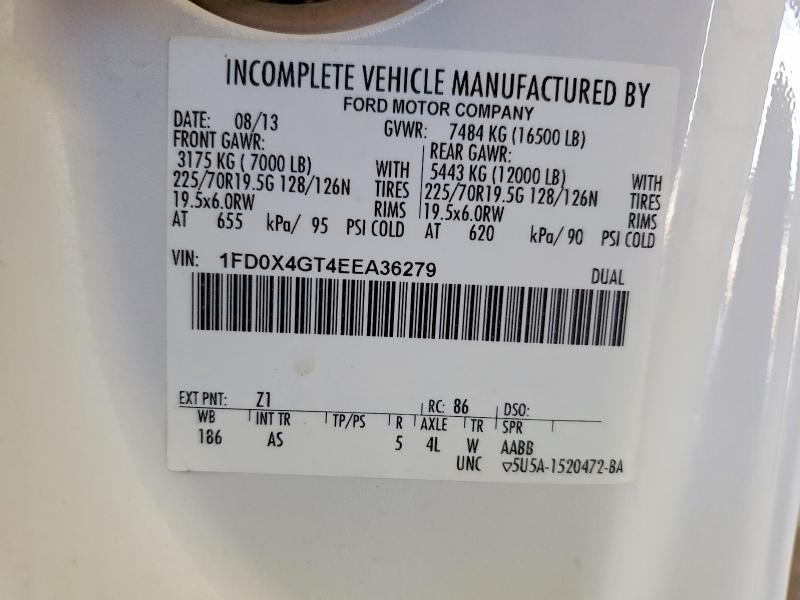 INCOMPLETE VEHICLE MANUFACTURED BY
FORD MOTOR COMPANY
DATE: 08/13 GVWR: 7484 KG (16500 LB)
FRONT GAWR: REAR GAWR:
3175 KG ( 7000 LB) WITH 5443 KG (12000 LB) WITH
225/70R19.5G 128/126N TIRES 225/70R19.5G 128/126N TIRES
19.5x6.0RW RIMS 19.5x6.0RW RIMS
AT 655 kPa/ 95 PSI COLD AT 620 kPa/ 90 PSI COLD
VIN: 1FD0X4GT4EEA36279 DUAL
EXT PNT: Z1 RC: 86 DSO:
WB INT TR TP/PS R AXLE TR SPR
186 AS 5 4L W AABB
UNC ▽5U5A-1520472-BA